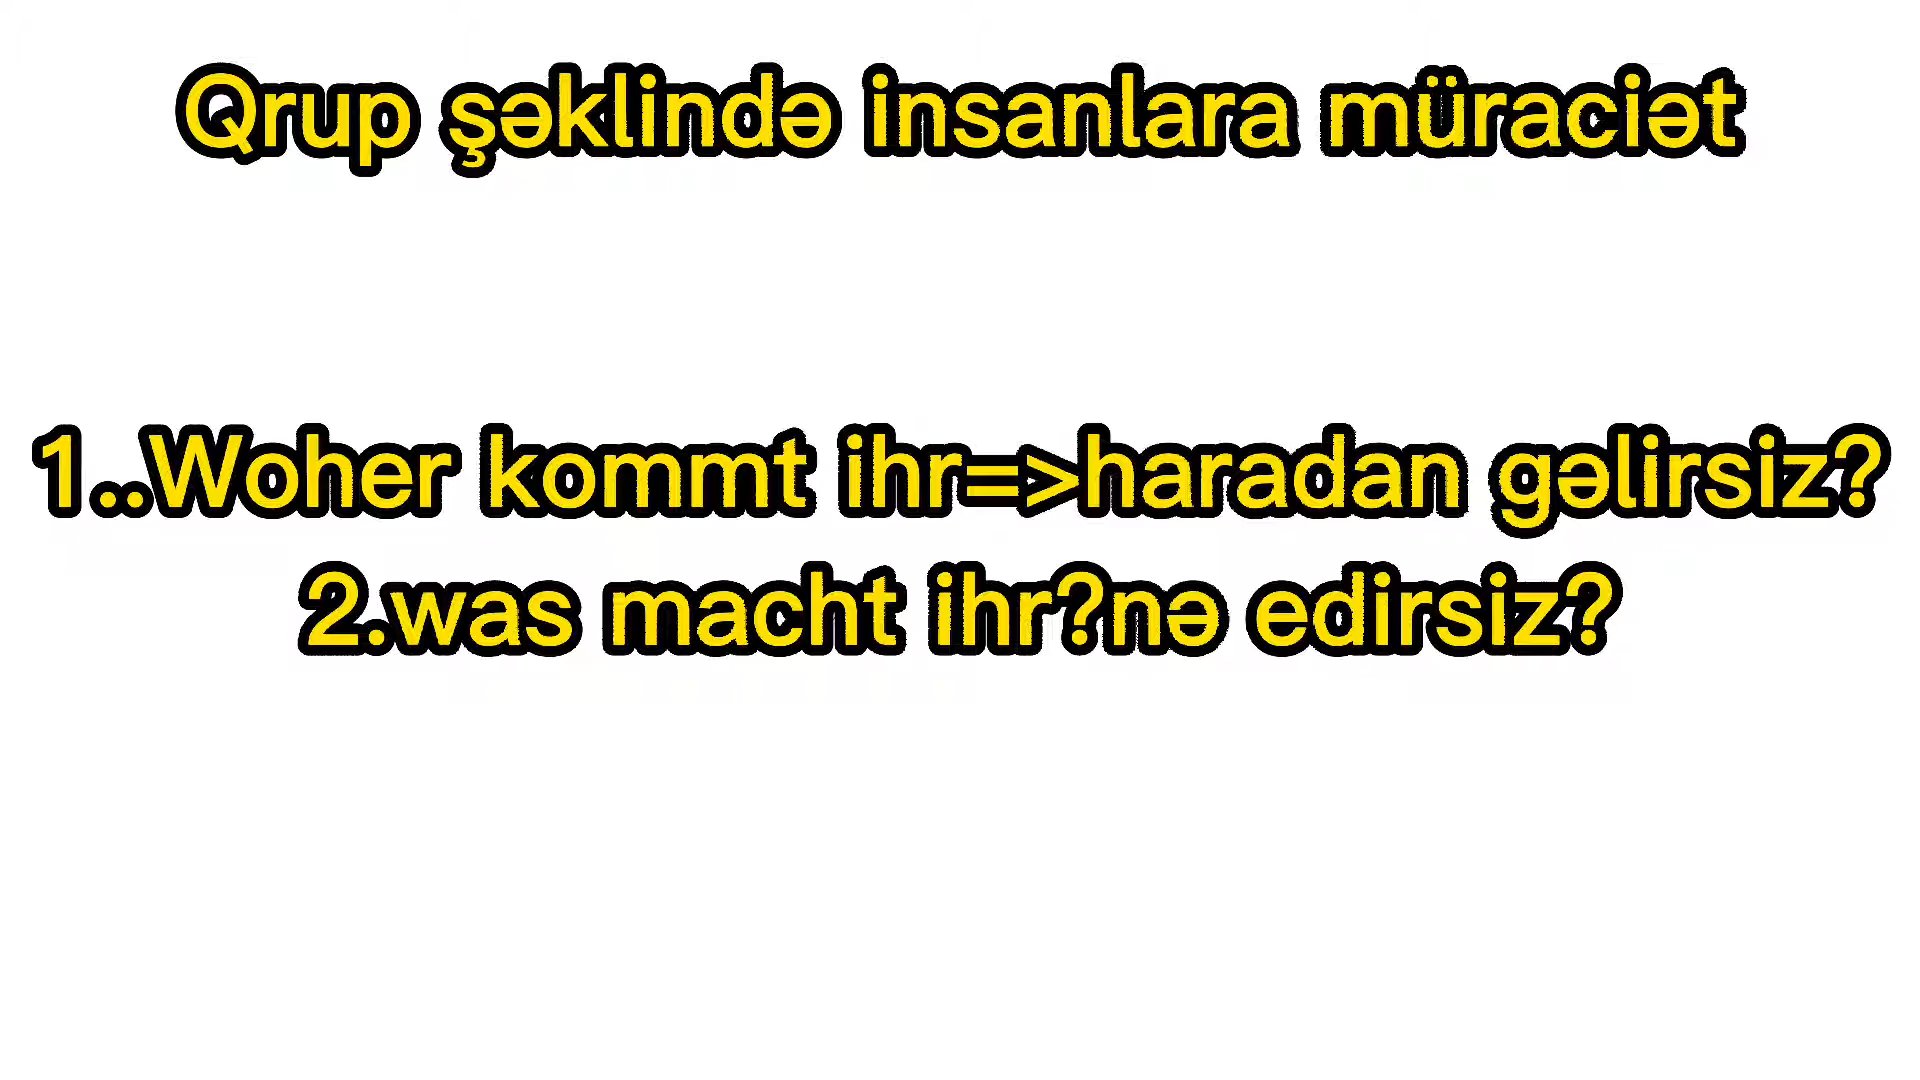 Qrup şəklində insanlara müraciət
1..Woher kommt ihr=>haradan gəlirsiz?
2.was macht ihr?nə edirsiz?